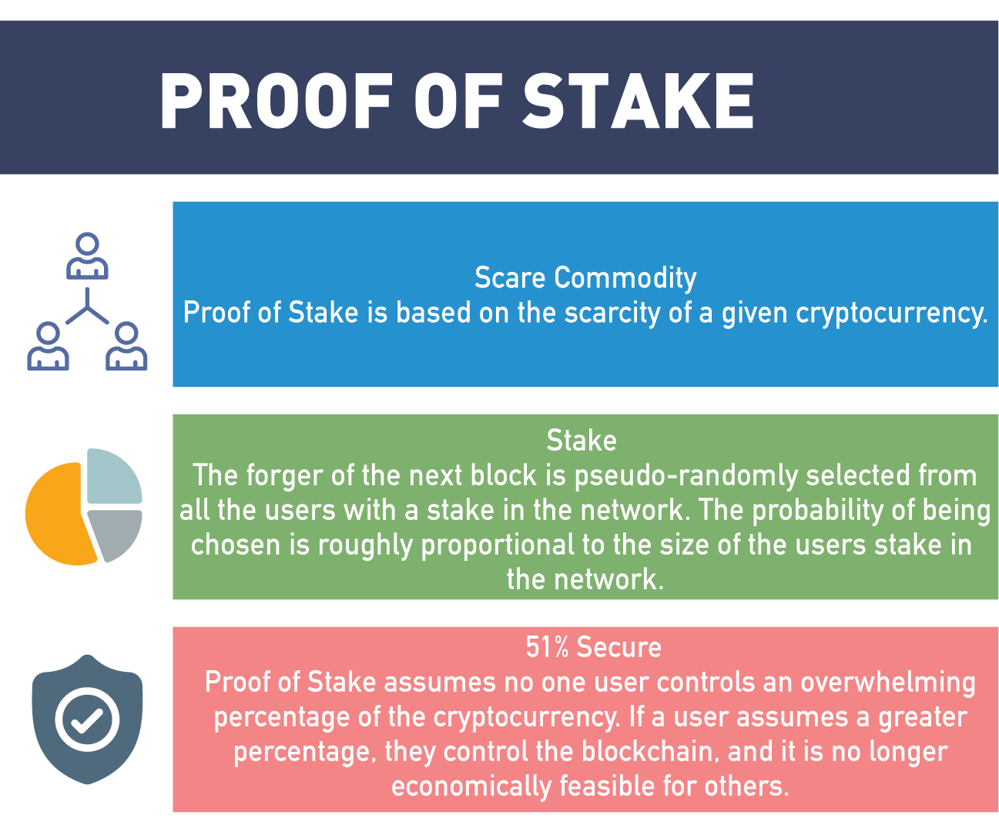 PROOF OF STAKE
Scare Commodity
Proof of Stake is based on the scarcity of a given cryptocurrency.
Stake
The forger of the next block is pseudo-randomly selected from
all the users with a stake in the network. The probability of being
chosen is roughly proportional to the size of the users stake in
the network.
51% Secure
Proof of Stake assumes no one user controls an overwhelming
percentage of the cryptocurrency. If a user assumes a greater
percentage, they control the blockchain, and it is no longer
economically feasible for others.